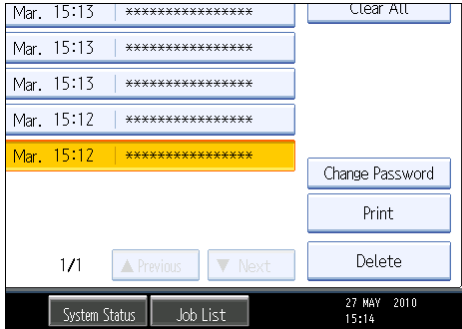 Mar. 15:13 | **************** Clear All
Mar. 15:13 | ****************
Mar. 15:13 | ****************
Mar. 15:12 | ****************
Mar. 15:12 | ****************
Change Password
Print
1/1 ▲ Previous ▼ Next Delete
System Status Job List 27 MAY 2010
15:14